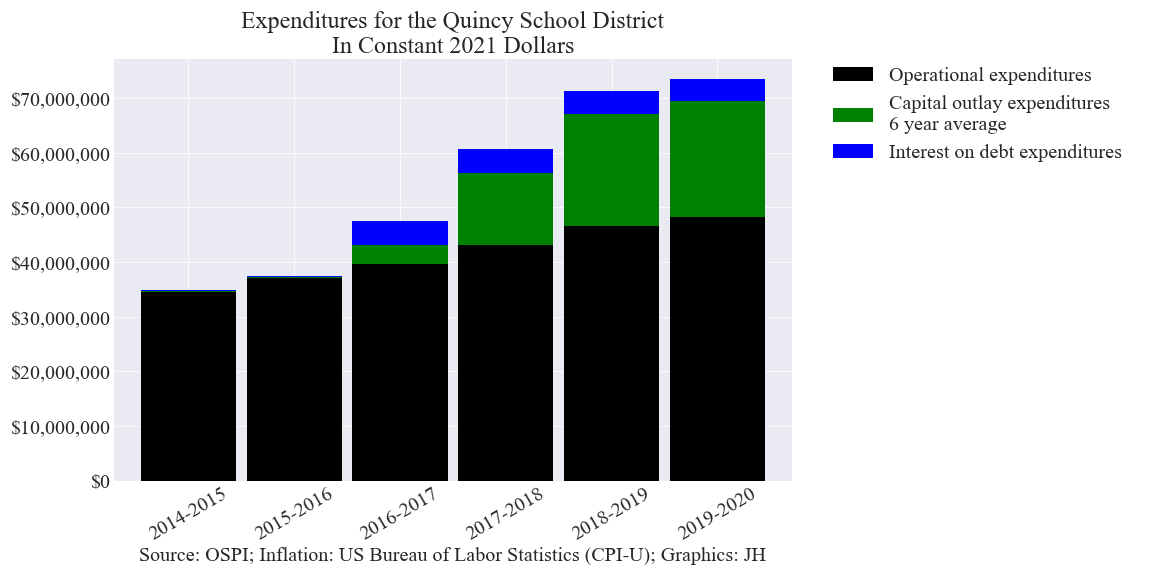 Expenditures for the Quincy School District
In Constant 2021 Dollars
$70,000,000
$60,000,000
$50,000,000
$40,000,000
$30,000,000
$20,000,000
$10,000,000
$0
Operational expenditures
Capital outlay expenditures
6 year average
Interest on debt expenditures
2014-2015
2015-2016
2016-2017
2017-2018
2018-2019
2019-2020
Source: OSPI; Inflation: US Bureau of Labor Statistics (CPI-U); Graphics: JH